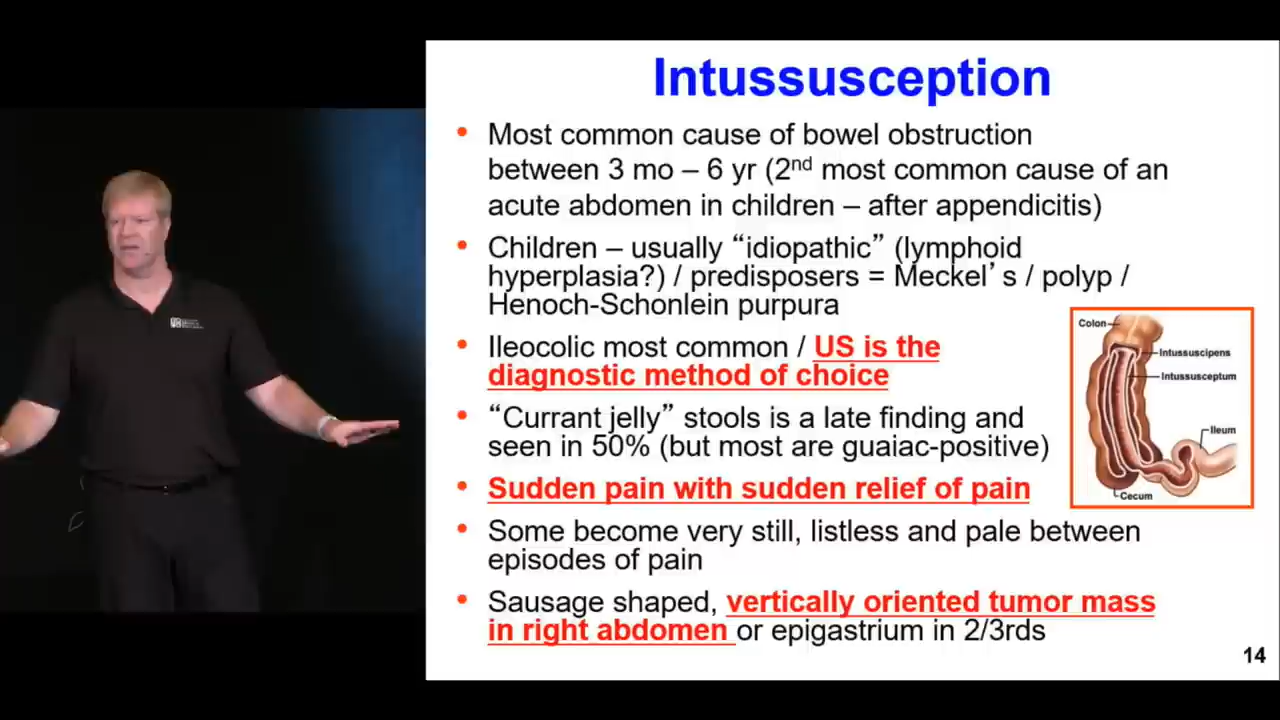 Intussusception
• Most common cause of bowel obstruction
between 3 mo – 6 yr (2nd most common cause of an
acute abdomen in children – after appendicitis)
• Children – usually “idiopathic” (lymphoid
hyperplasia?) / predisposers = Meckel’s / polyp /
Henoch-Schonlein purpura
• Ileocolic most common / US is the
diagnostic method of choice
• “Currant jelly” stools is a late finding and
seen in 50% (but most are guaiac-positive)
• Sudden pain with sudden relief of pain
• Some become very still, listless and pale between
episodes of pain
• Sausage shaped, vertically oriented tumor mass
in right abdomen or epigastrium in 2/3rds
Colon
Intussuscipens
Intussusceptum
Ileum
Cecum
14